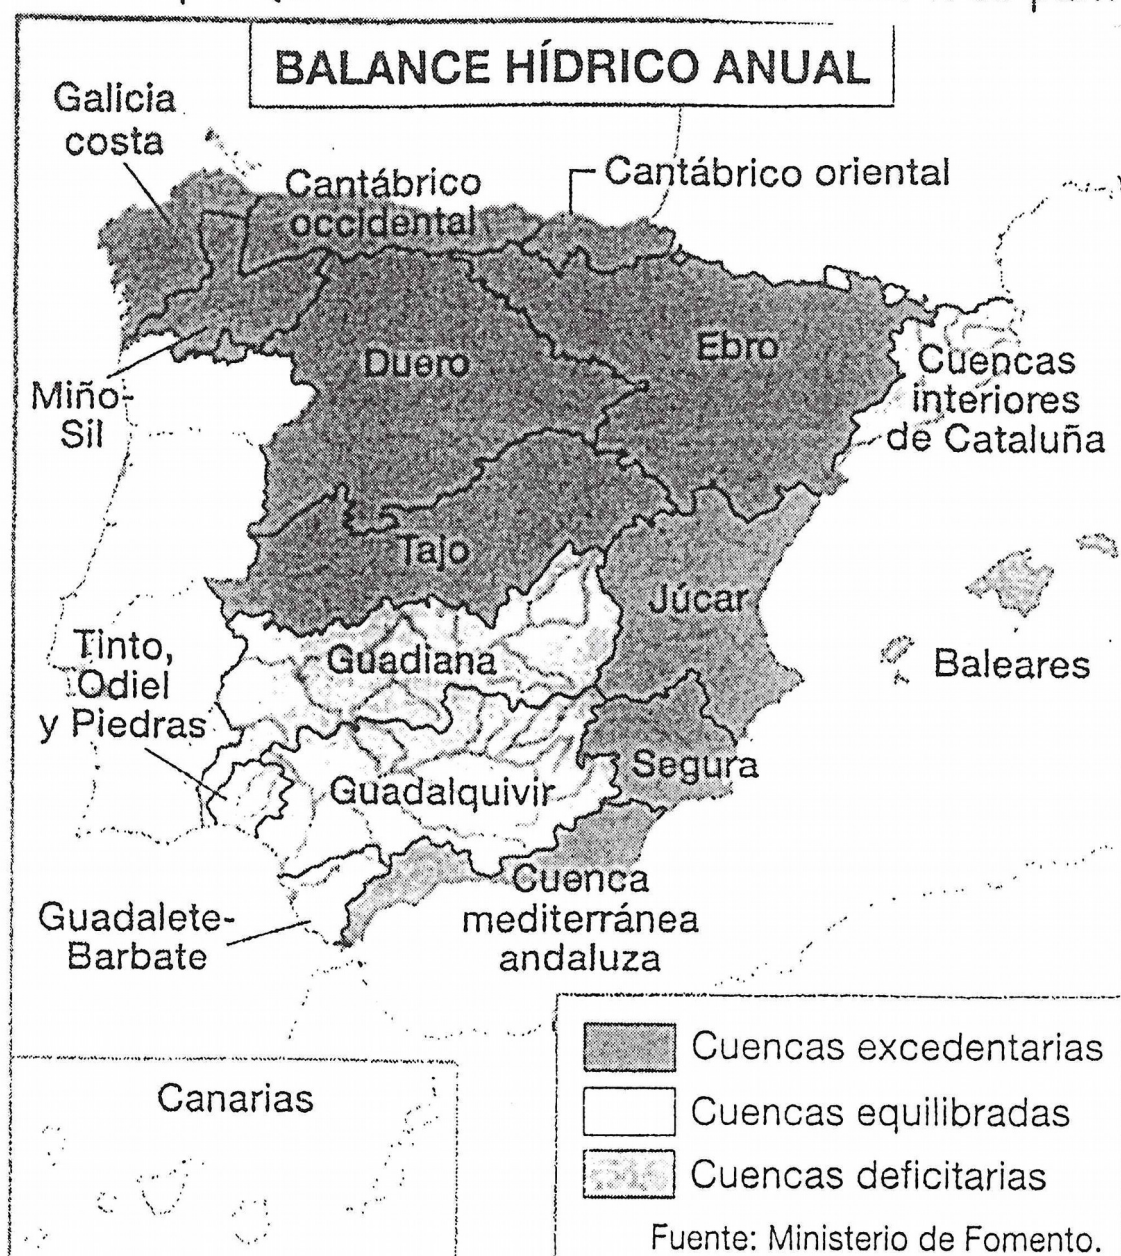 BALANCE HÍDRICO ANUAL
Galicia
costa
Cantábrico
occidental
Cantábrico oriental
Miño-
Sil
Duero
Ebro
Cuencas
interiores
de Cataluña
Tajo
Júcar
Baleares
Tinto,
Odiel
y Piedras
Guadiana
Guadalquivir
Segura
Guadalete-
Barbate
Cuenca
mediterránea
andaluza
Canarias
Cuencas excedentarias
Cuencas equilibradas
Cuencas deficitarias
Fuente: Ministerio de Fomento.